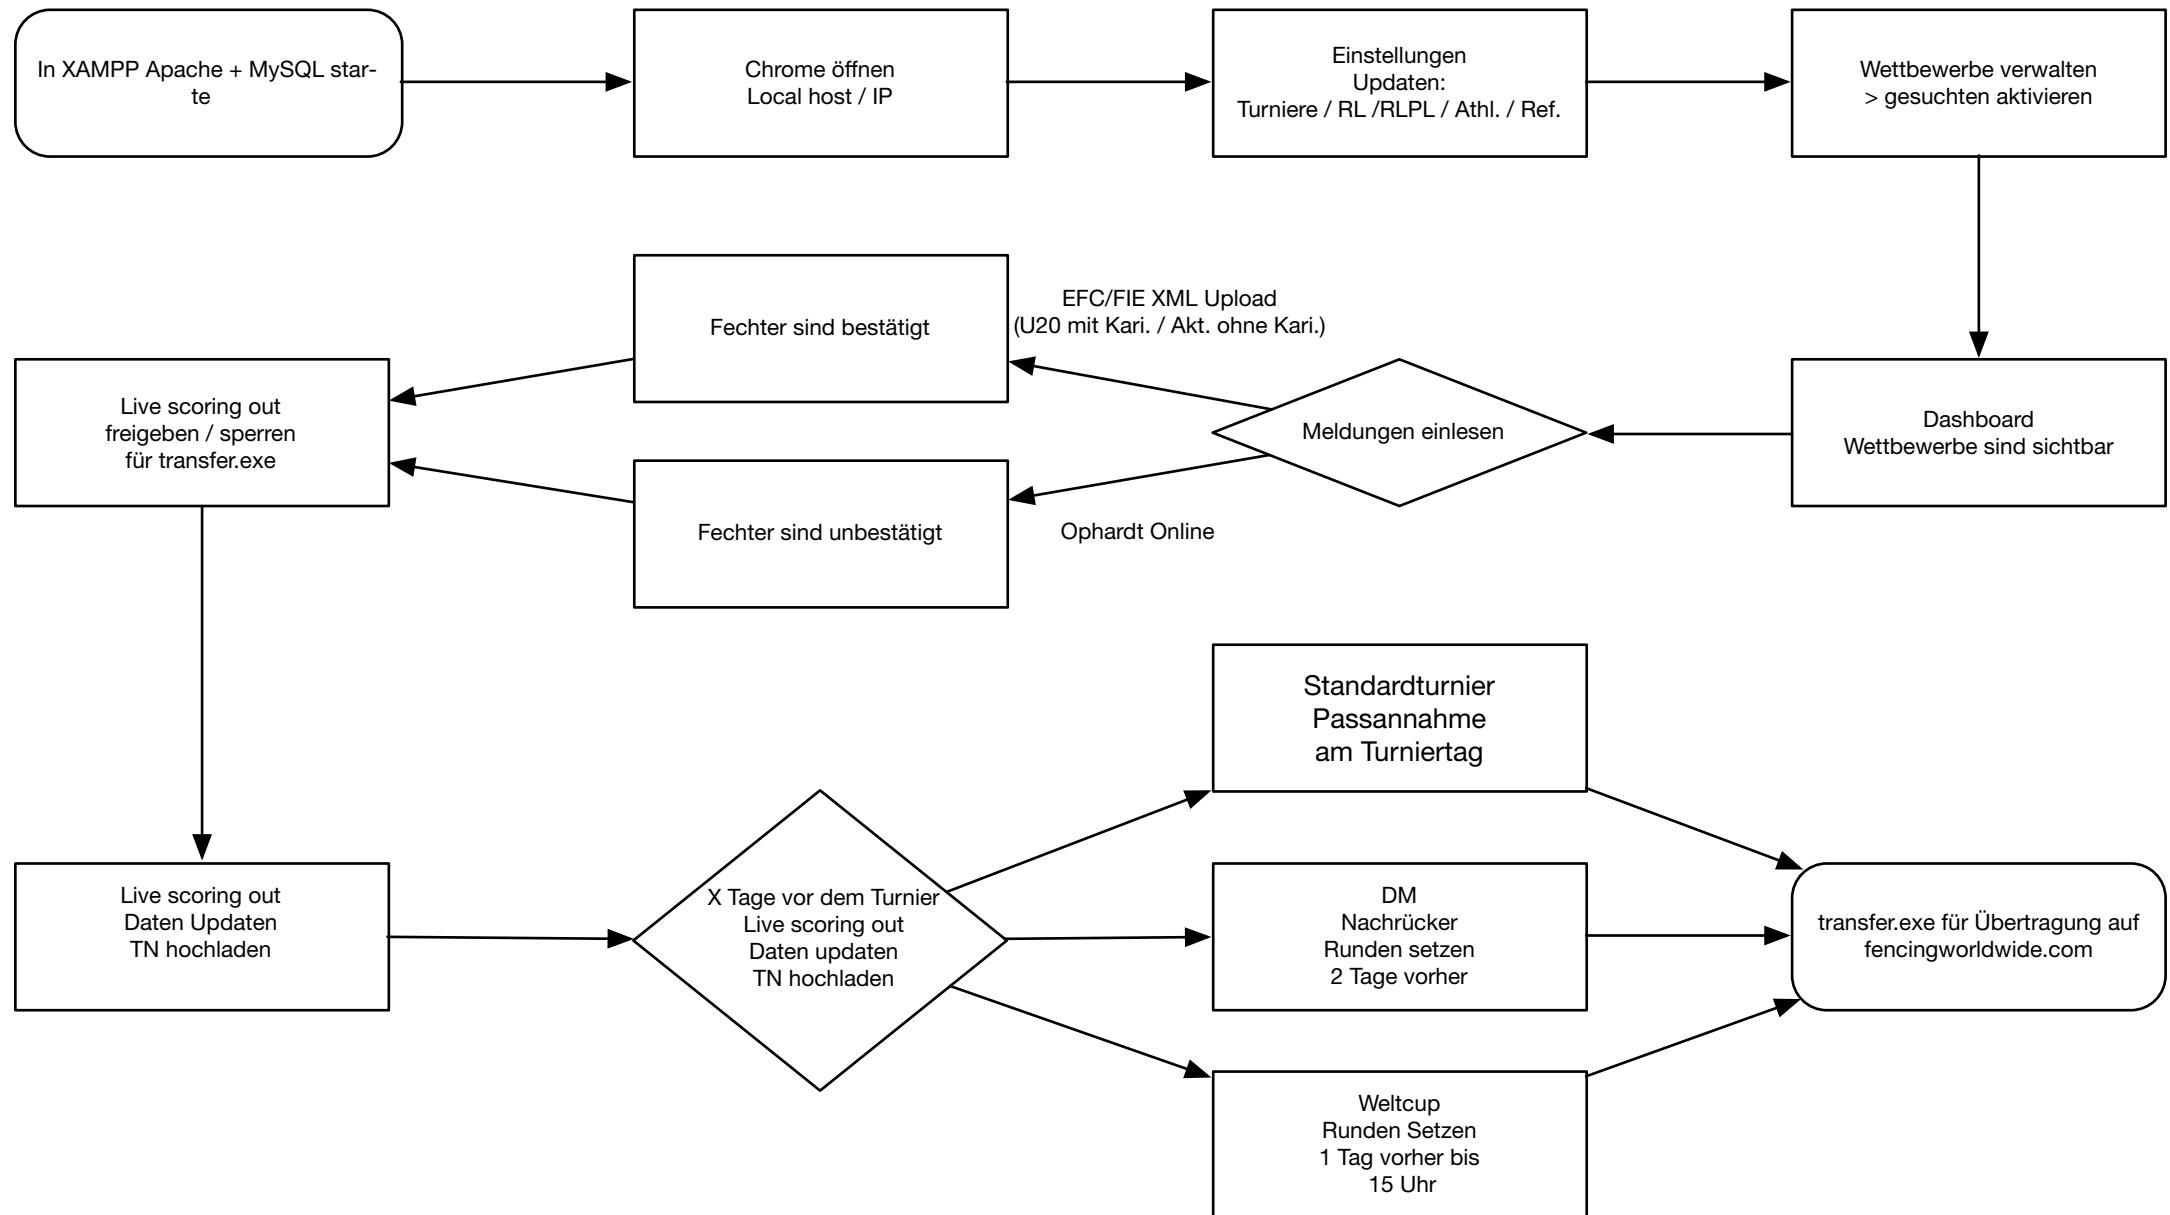 In XAMPP Apache + MySQL star-
te
Chrome öffnen
Local host / IP
Einstellungen
Updaten:
Turniere / RL /RLPL / Athl. / Ref.
Wettbewerbe verwalten
> gesuchten aktivieren
Dashboard
Wettbewerbe sind sichtbar
Meldungen einlesen
EFC/FIE XML Upload
(U20 mit Kari. / Akt. ohne Kari.)
Fechter sind bestätigt
Ophardt Online
Fechter sind unbestätigt
Live scoring out
freigeben / sperren
für transfer.exe
Live scoring out
Daten Updaten
TN hochladen
X Tage vor dem Turnier
Live scoring out
Daten updaten
TN hochladen
Standardturnier
Passannahme
am Turniertag
DM
Nachrücker
Runden setzen
2 Tage vorher
Weltcup
Runden Setzen
1 Tag vorher bis
15 Uhr
transfer.exe für Übertragung auf
fencingworldwide.com